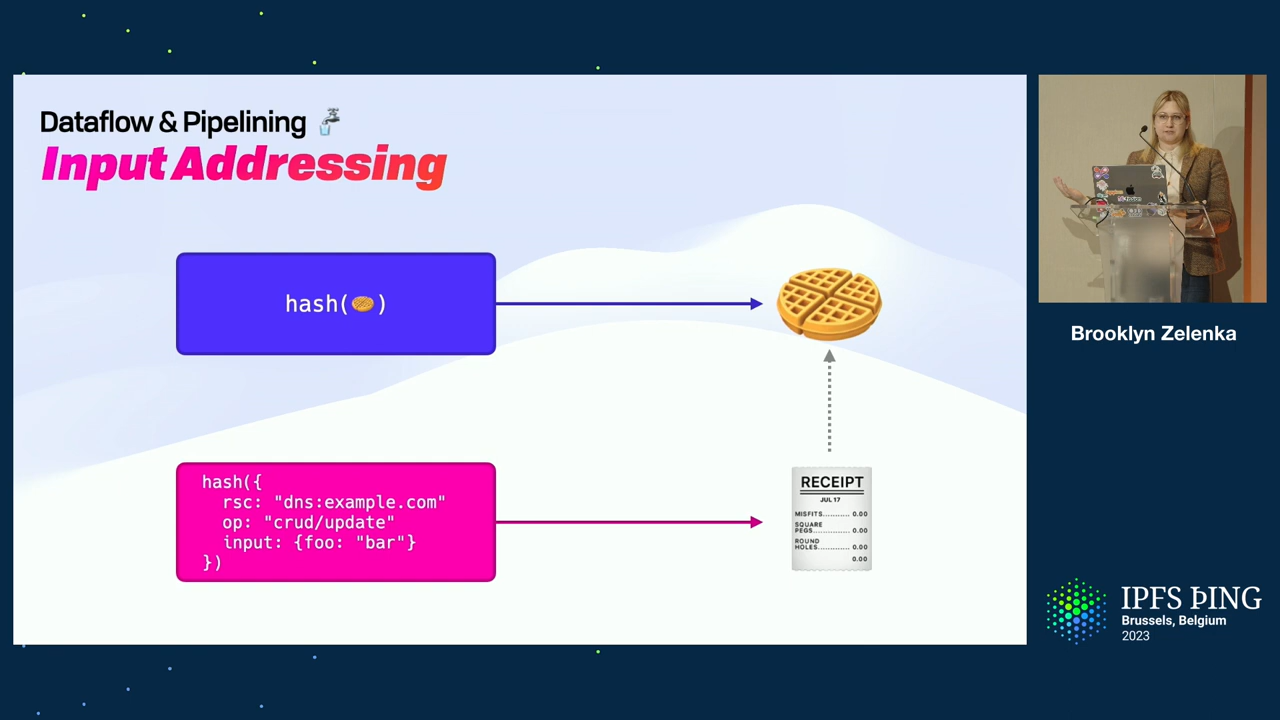 Dataflow & Pipelining
Input Addressing
hash(🧇)
hash({
rsc: "dns:example.com"
op: "crud/update"
input: {foo: "bar"}
})
RECEIPT
JUL 17
MISFITS........... 0.00
SQUARE
PEGS.............. 0.00
ROUND
HOLES............ 0.00
0.00
Brooklyn Zelenka
IPFS ÞING
Brussels, Belgium
2023